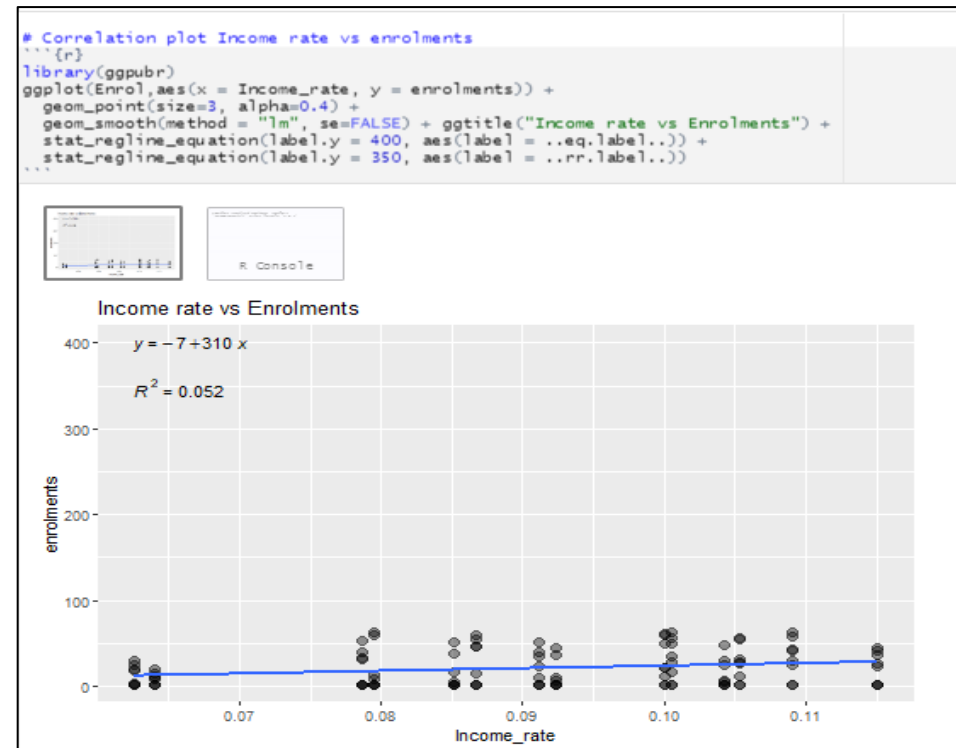 # Correlation plot Income rate vs enrolments
```{r}
library(ggpubr)
ggplot(Enrol,aes(x = Income_rate, y = enrolments)) +
  geom_point(size=3, alpha=0.4) +
  geom_smooth(method = "lm", se=FALSE) + ggtitle("Income rate vs Enrolments") +
  stat_regline_equation(label.y = 400, aes(label = ..eq.label..)) +
  stat_regline_equation(label.y = 350, aes(label = ..rr.label..))
```
R Console
Income rate vs Enrolments
y = −7+310 x
R² = 0.052
400
300
200
100
0
enrolments
0.07 0.08 0.09 0.10 0.11
Income_rate